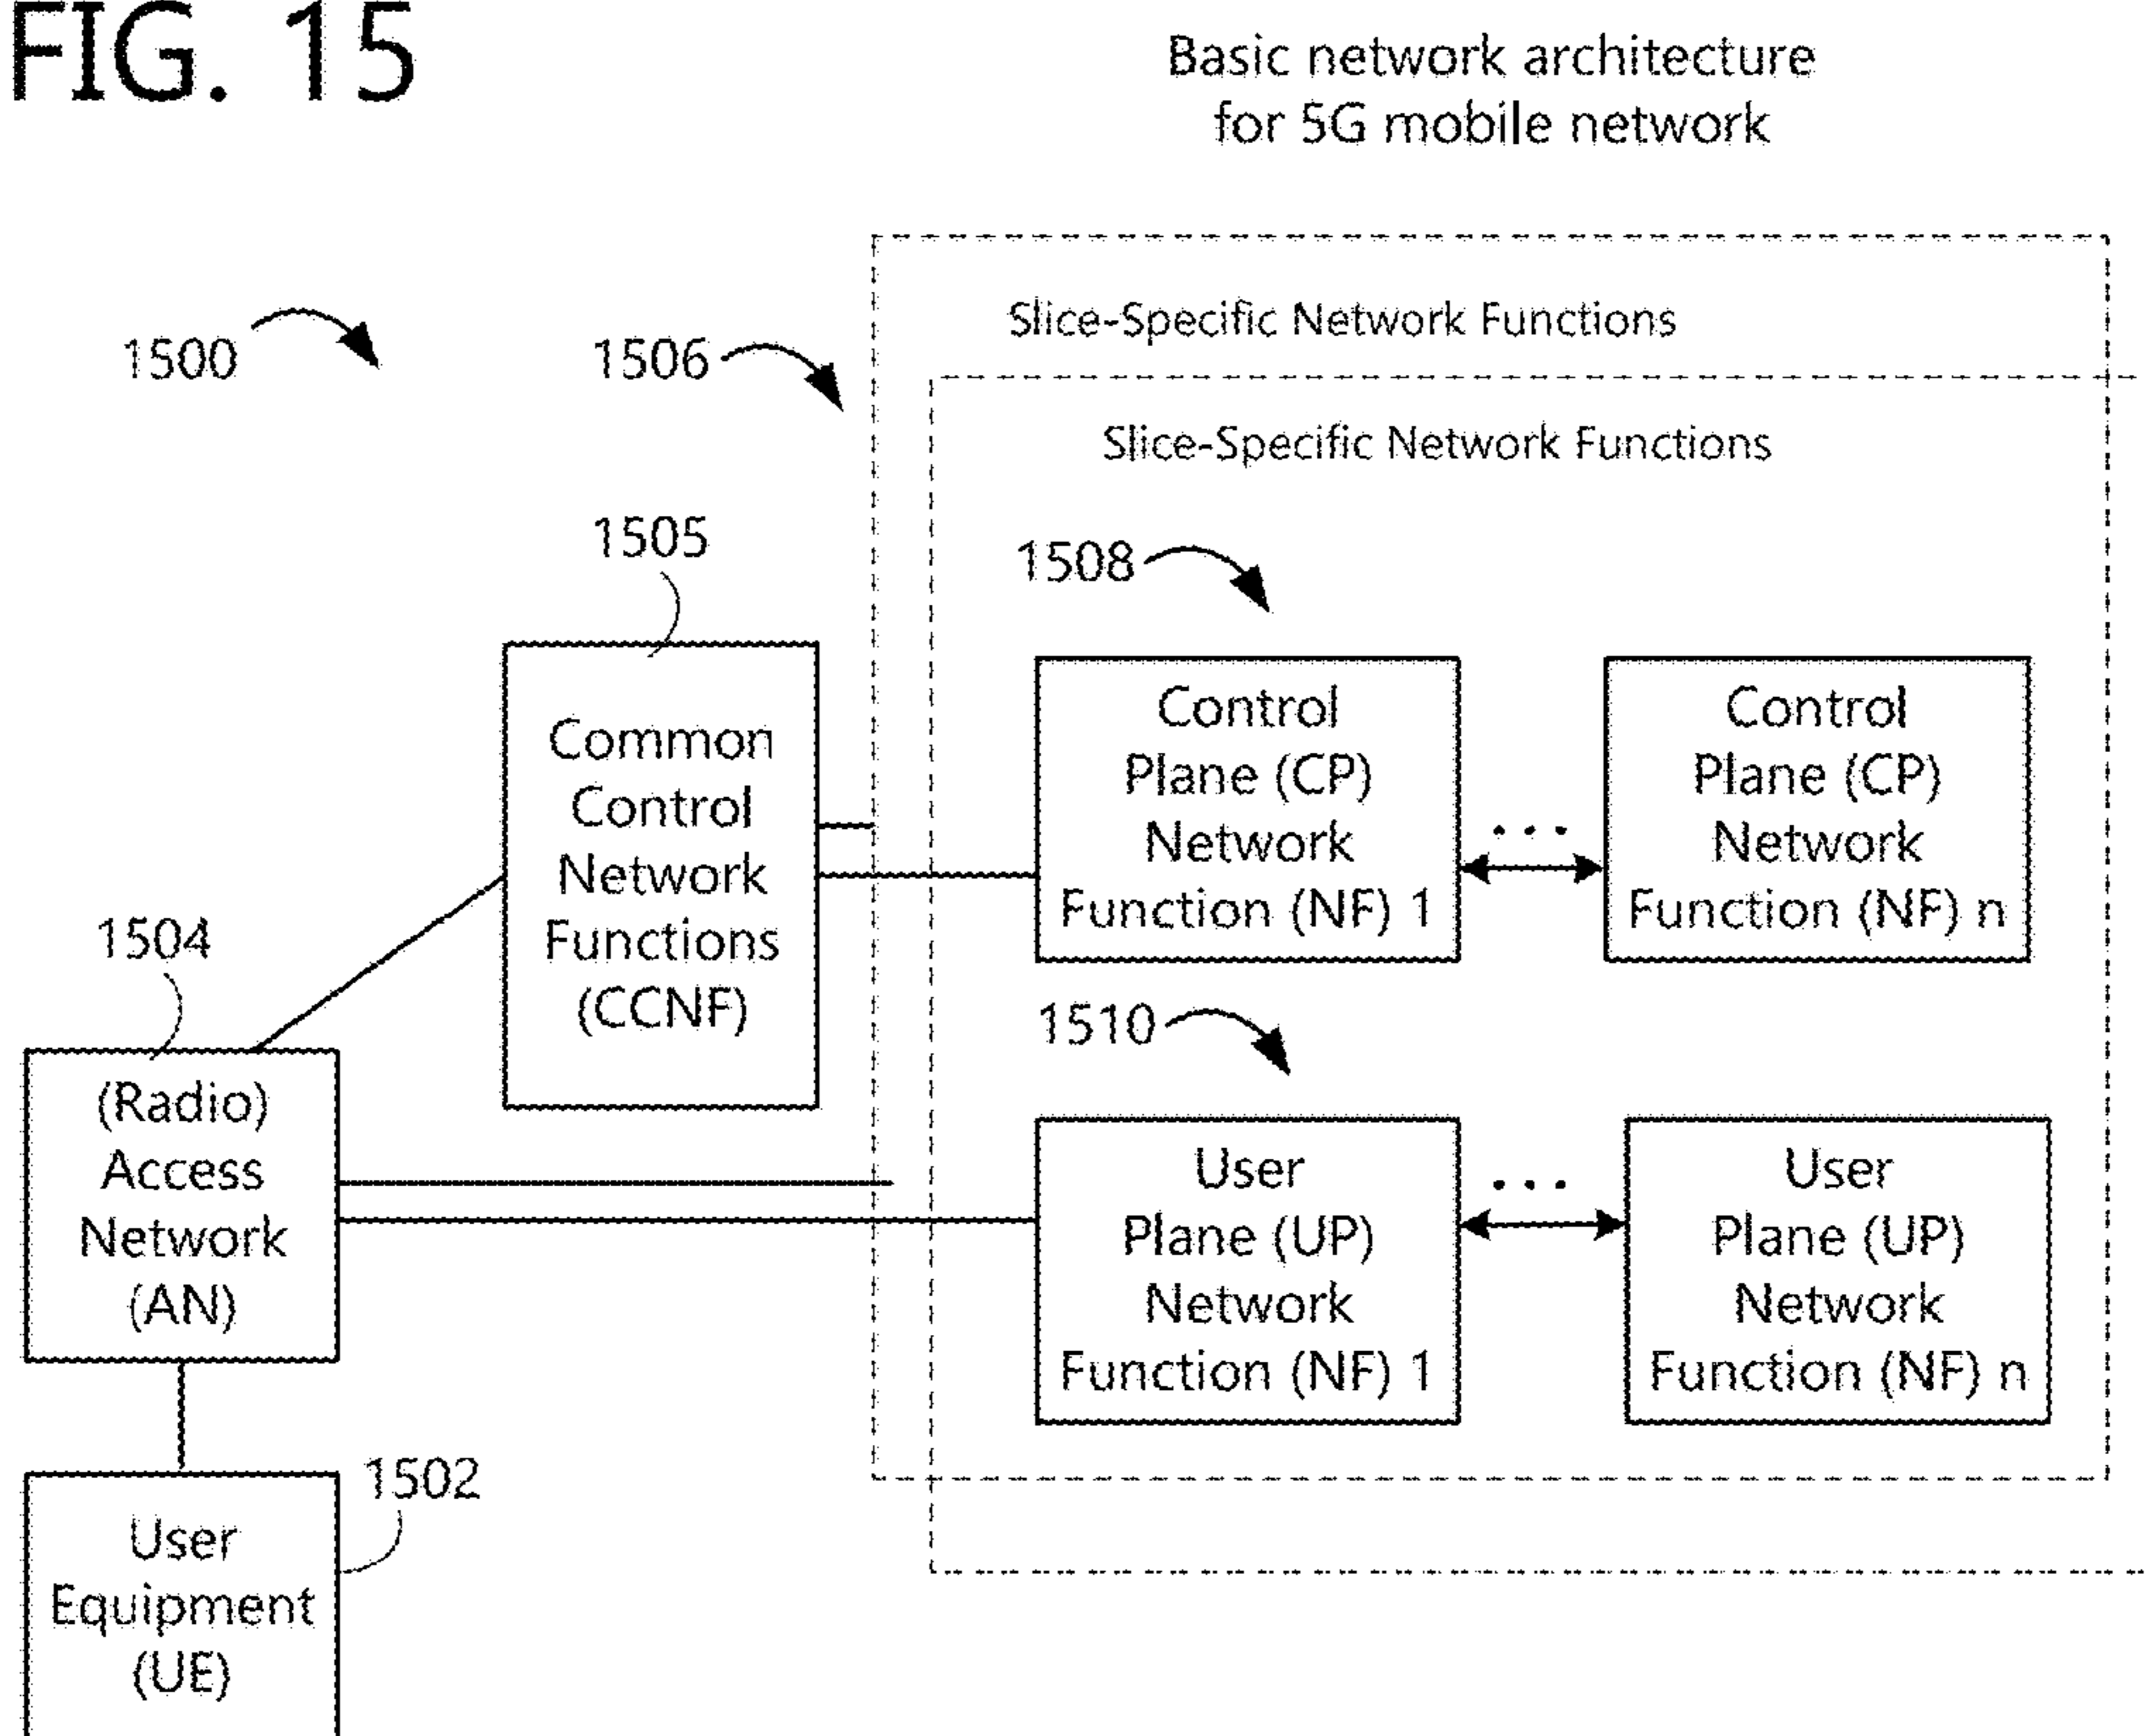 FIG. 15
Basic network architecture
for 5G mobile network
1500
1506
Slice-Specific Network Functions
Slice-Specific Network Functions
1505
1508
Common
Control
Network
Functions
(CCNF)
Control
Plane (CP)
Network
Function (NF) 1
...
Control
Plane (CP)
Network
Function (NF) n
1504
(Radio)
Access
Network
(AN)
1510
User
Plane (UP)
Network
Function (NF) 1
...
User
Plane (UP)
Network
Function (NF) n
1502
User
Equipment
(UE)